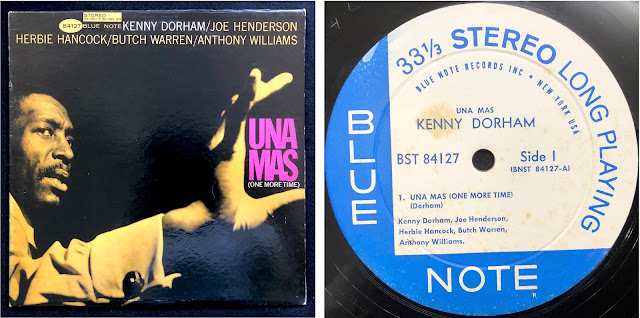 84127
STEREO
BLUE NOTE
KENNY DORHAM/JOE HENDERSON
HERBIE HANCOCK/BUTCH WARREN/ANTHONY WILLIAMS
UNA
MAS
(ONE MORE TIME)
33 1/3 STEREO LONG PLAYING
BLUE NOTE RECORDS INC • NEW YORK USA
UNA MAS
KENNY DORHAM
BST 84127
Side 1
(BNST 84127-A)
1. UNA MAS (ONE MORE TIME)
(Dorham)
Kenny Dorham, Joe Henderson,
Herbie Hancock, Butch Warren,
Anthony Williams.
BLUE
NOTE